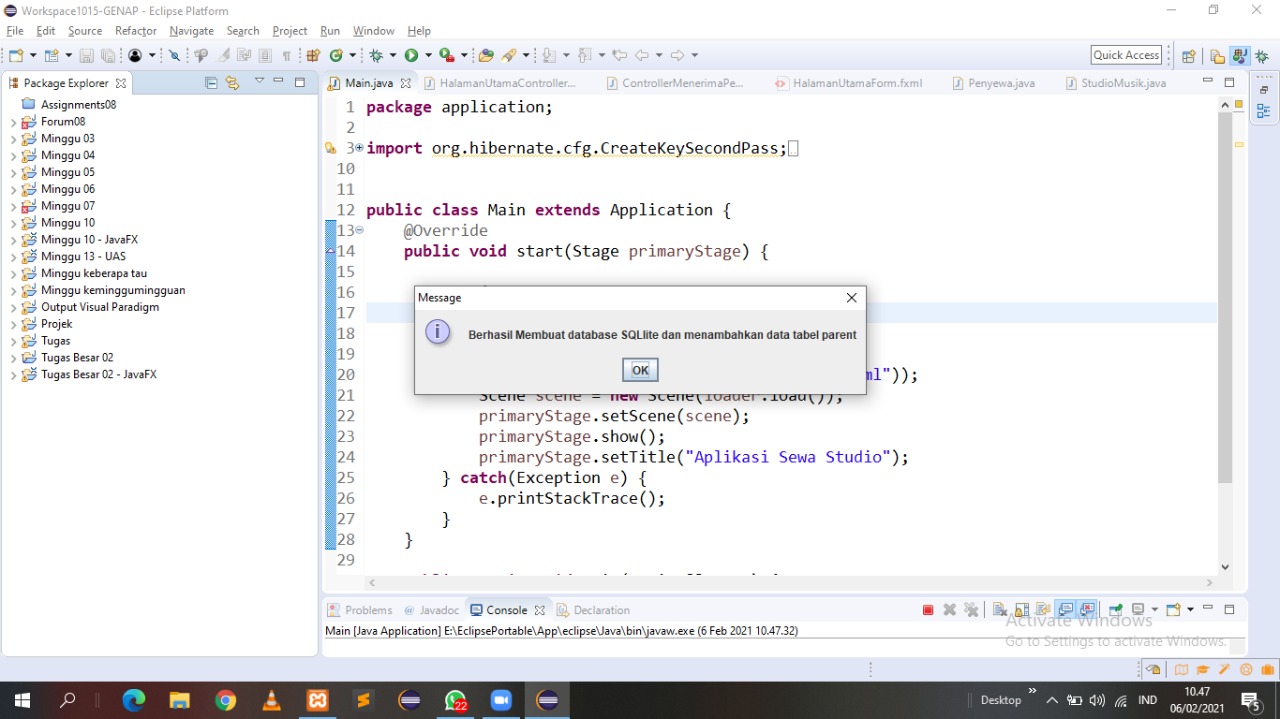 Workspace1015-GENAP - Eclipse Platform
File Edit Source Refactor Navigate Search Project Run Window Help
Quick Access
Package Explorer
Main.java
HalamanUtamaController...
ControllerMenerimaPe...
HalamanUtamaForm.fxml
Penyewa.java
StudioMusik.java
Assignments08
Forum08
Minggu 03
Minggu 04
Minggu 05
Minggu 06
Minggu 07
Minggu 10
Minggu 10 - JavaFX
Minggu 13 - UAS
Minggu keberapa tau
Minggu keminggumingguan
Output Visual Paradigm
Projek
Tugas
Tugas Besar 02
Tugas Besar 02 - JavaFX
1 package application;
2
3 import org.hibernate.cfg.CreateKeySecondPass;
10
11
12 public class Main extends Application {
13 @Override
14 public void start(Stage primaryStage) {
15
16
17
18
19
20 ml"));
21 Scene scene = new Scene(loader.load());
22 primaryStage.setScene(scene);
23 primaryStage.show();
24 primaryStage.setTitle("Aplikasi Sewa Studio");
25 } catch(Exception e) {
26 e.printStackTrace();
27 }
28 }
29
Message
Berhasil Membuat database SQLlite dan menambahkan data tabel parent
OK
Problems @ Javadoc Console Declaration
Main [Java Application] E:\EclipsePortable\App\eclipse\Java\bin\javaw.exe (6 Feb 2021 10.47.32)
Activate Windows
Go to Settings to activate Windows.
22
Desktop
IND
10.47
06/02/2021
5